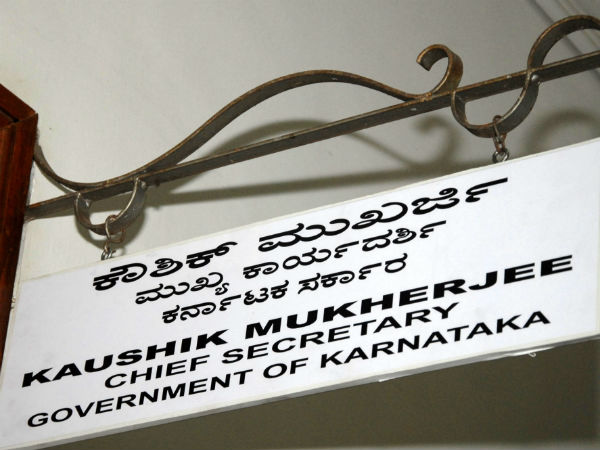 ಕೌಶಿಕ್ ಮುಖರ್ಜಿ
ಮುಖ್ಯ ಕಾರ್ಯದರ್ಶಿ
ಕರ್ನಾಟಕ ಸರ್ಕಾರ
KAUSHIK MUKHERJEE
CHIEF SECRETARY
GOVERNMENT OF KARNATAKA